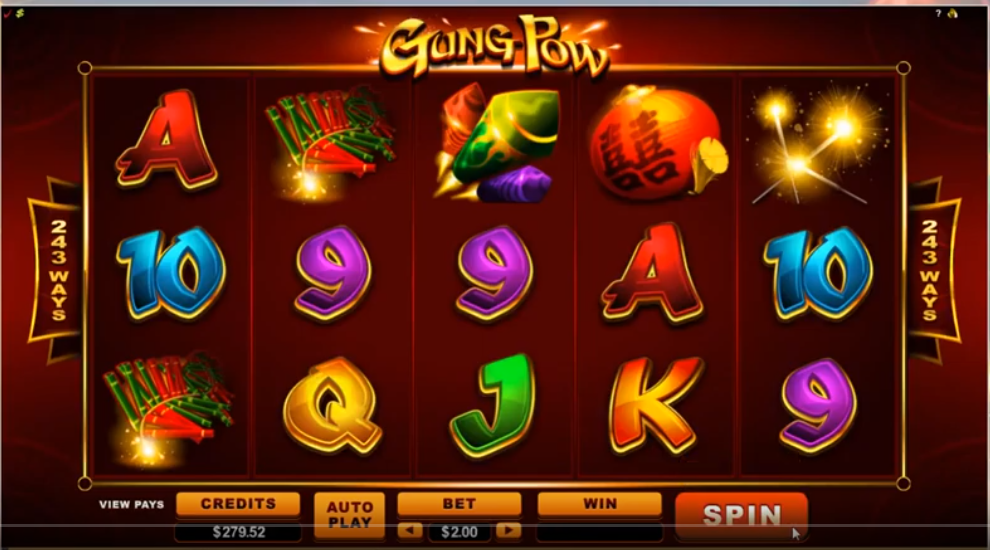 ?
GUNG POW
A
囍
243 WAYS
10
9
9
A
10
243 WAYS
Q
J
K
9
VIEW PAYS
CREDITS
$279.52
AUTO
PLAY
BET
$2.00
WIN
SPIN